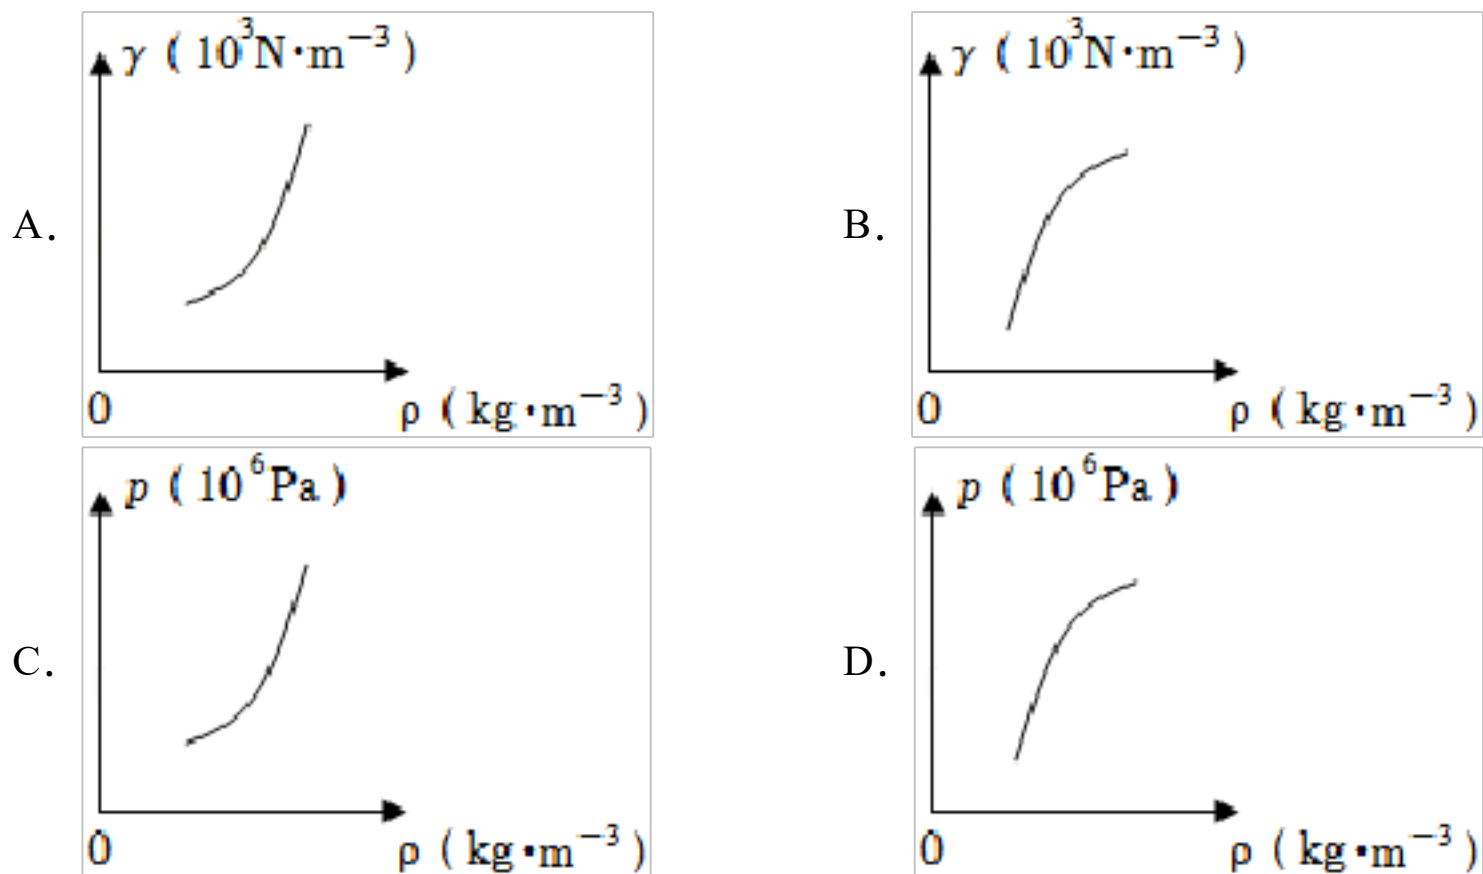 γ ( 10³N·m⁻³ )
γ ( 10³N·m⁻³ )
A.
B.
0 ρ ( kg·m⁻³ )
0 ρ ( kg·m⁻³ )
p ( 10⁶Pa )
p ( 10⁶Pa )
C.
D.
0 ρ ( kg·m⁻³ )
0 ρ ( kg·m⁻³ )